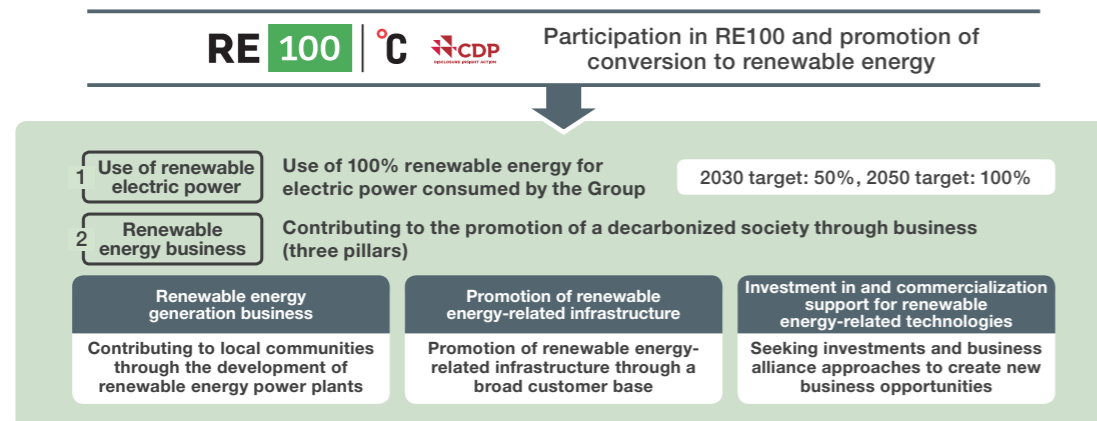 RE 100 °C CDP
DISCLOSURE INSIGHT ACTION
Participation in RE100 and promotion of
conversion to renewable energy
1 Use of renewable
electric power
Use of 100% renewable energy for
electric power consumed by the Group
2030 target: 50%, 2050 target: 100%
2 Renewable
energy business
Contributing to the promotion of a decarbonized society through business
(three pillars)
Renewable energy
generation business
Contributing to local communities
through the development of
renewable energy power plants
Promotion of renewable
energy-related infrastructure
Promotion of renewable energy-
related infrastructure through a
broad customer base
Investment in and commercialization
support for renewable
energy-related technologies
Seeking investments and business
alliance approaches to create new
business opportunities